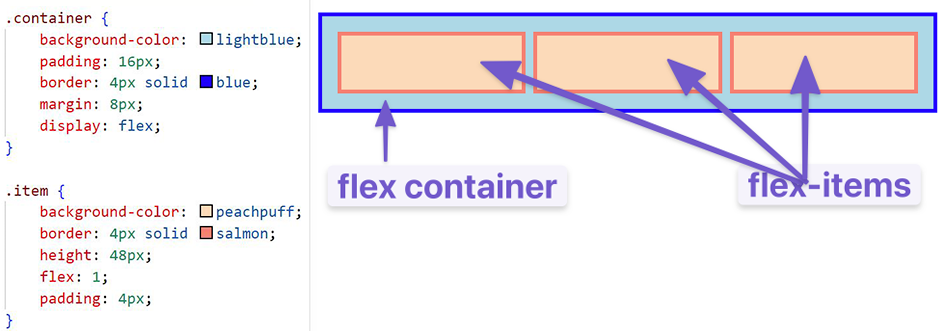 .container {
background-color: lightblue;
padding: 16px;
border: 4px solid blue;
margin: 8px;
display: flex;
}
.item {
background-color: peachpuff;
border: 4px solid salmon;
height: 48px;
flex: 1;
padding: 4px;
}
flex container
flex-items